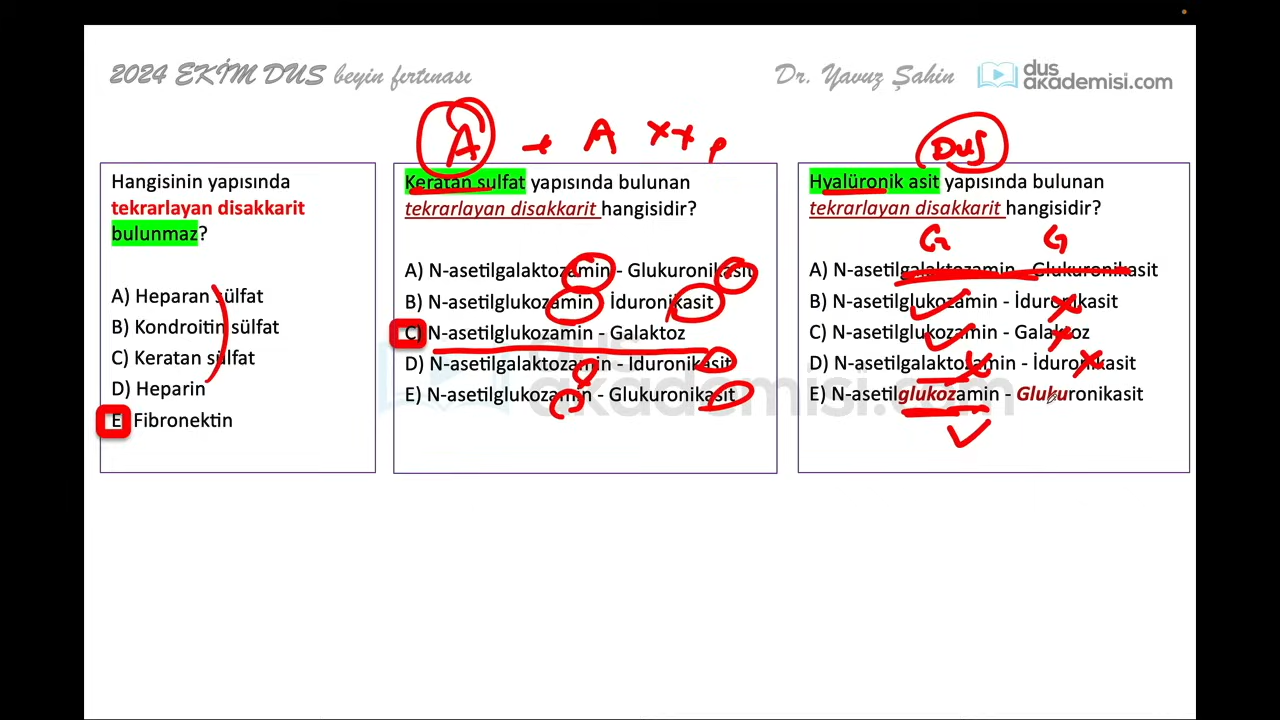 2024 EKİM DUS beyin fırtınası
Dr. Yavuz Şahin
dus
akademisi.com
A + A
DUS
Hangisinin yapısında
tekrarlayan disakkarit
bulunmaz?
A) Heparan sülfat
B) Kondroitin sülfat
C) Keratan sülfat
D) Heparin
E) Fibronektin
Keratan sulfat yapısında bulunan
tekrarlayan disakkarit hangisidir?
A) N-asetilgalaktozamin - Glukuronikasit
B) N-asetilglukozamin - İduronikasit
C) N-asetilglukozamin - Galaktoz
D) N-asetilgalaktozamin - Iduronikasit
E) N-asetilglukozamin - Glukuronikasit
Hyalüronik asit yapısında bulunan
tekrarlayan disakkarit hangisidir?
G G
A) N-asetilgalaktozamin - Glukuronikasit
B) N-asetilglukozamin - İduronikasit
C) N-asetilglukozamin - Galaktoz
D) N-asetilgalaktozamin - İduronikasit
E) N-asetilglukozamin - Glukuronikasit
dus
akademisi.com